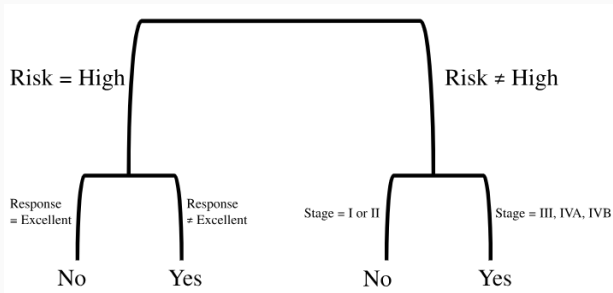 Risk = High
Risk ≠ High
Response
= Excellent
Response
≠ Excellent
Stage = I or II
Stage = III, IVA, IVB
No
Yes
No
Yes